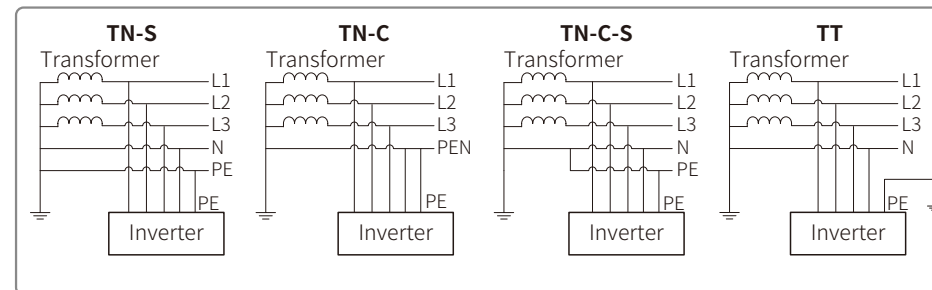 TN-S
Transformer
L1
L2
L3
N
PE
PE
Inverter
TN-C
Transformer
L1
L2
L3
PEN
PE
Inverter
TN-C-S
Transformer
L1
L2
L3
N
PE
PE
Inverter
TT
Transformer
L1
L2
L3
N
PE
Inverter